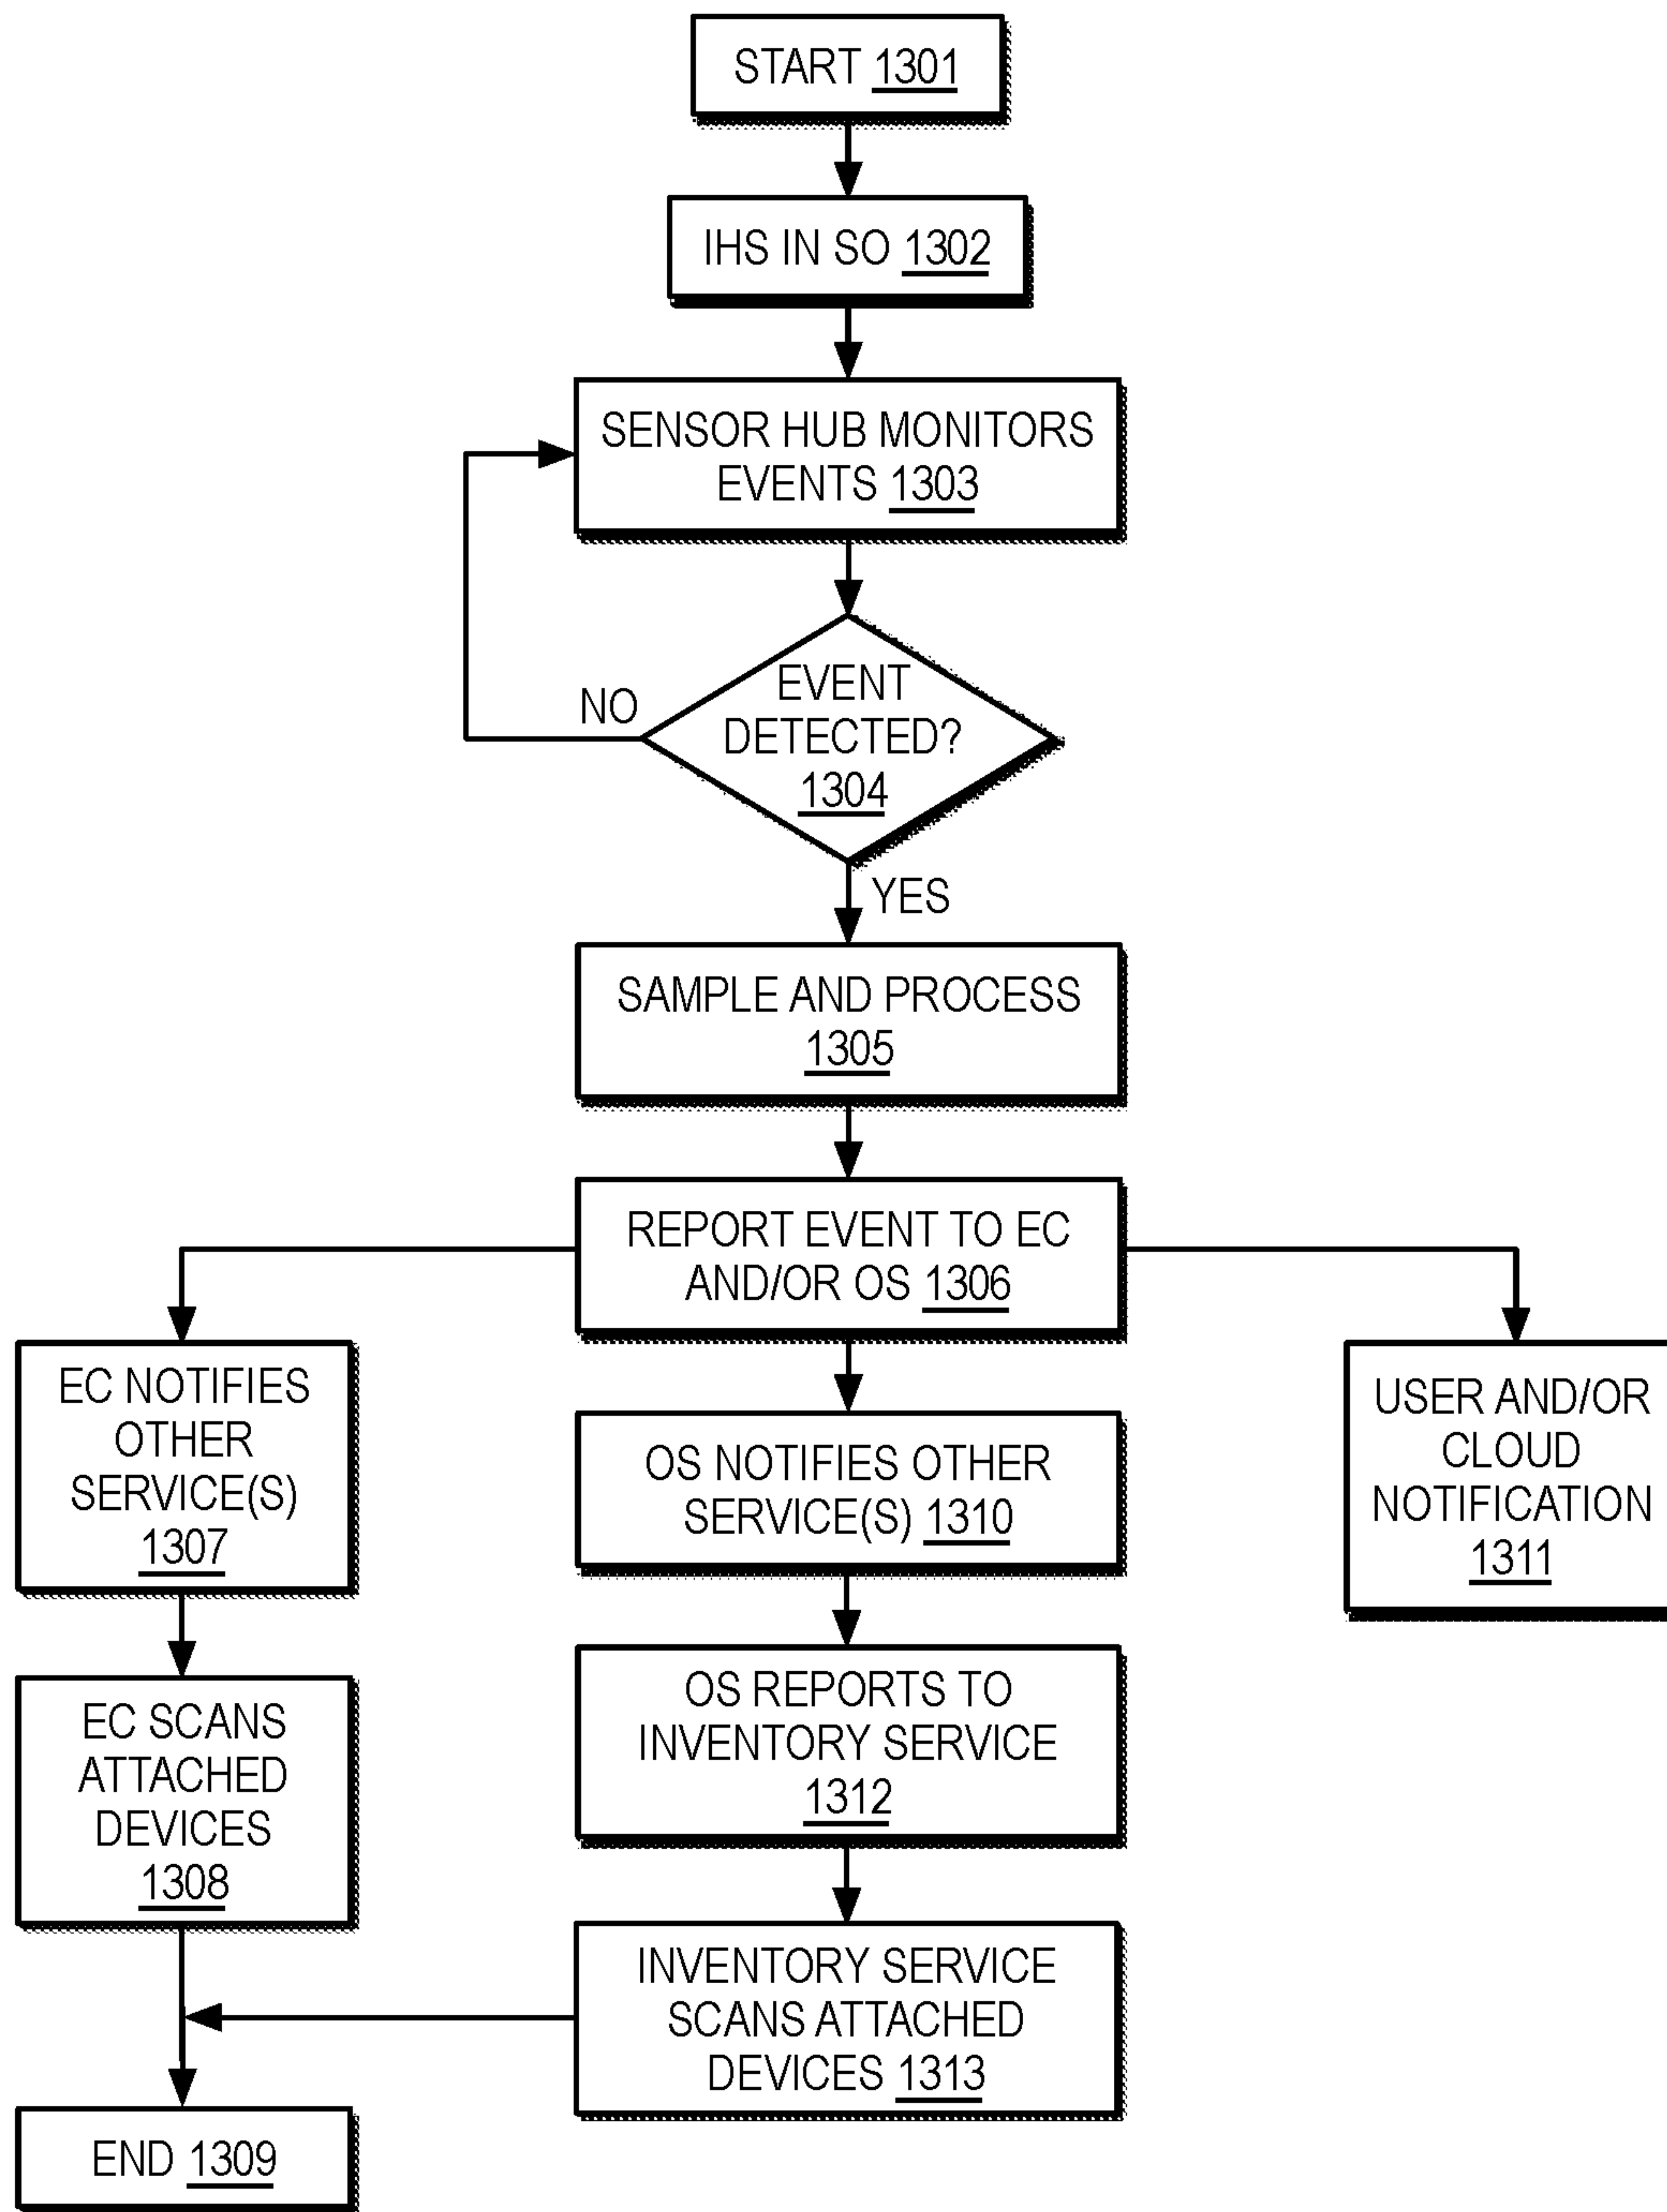 START 1301
IHS IN SO 1302
SENSOR HUB MONITORS
EVENTS 1303
EVENT
DETECTED?
1304
NO
YES
SAMPLE AND PROCESS
1305
REPORT EVENT TO EC
AND/OR OS 1306
EC NOTIFIES
OTHER
SERVICE(S)
1307
EC SCANS
ATTACHED
DEVICES
1308
END 1309
OS NOTIFIES OTHER
SERVICE(S) 1310
OS REPORTS TO
INVENTORY SERVICE
1312
INVENTORY SERVICE
SCANS ATTACHED
DEVICES 1313
USER AND/OR
CLOUD
NOTIFICATION
1311